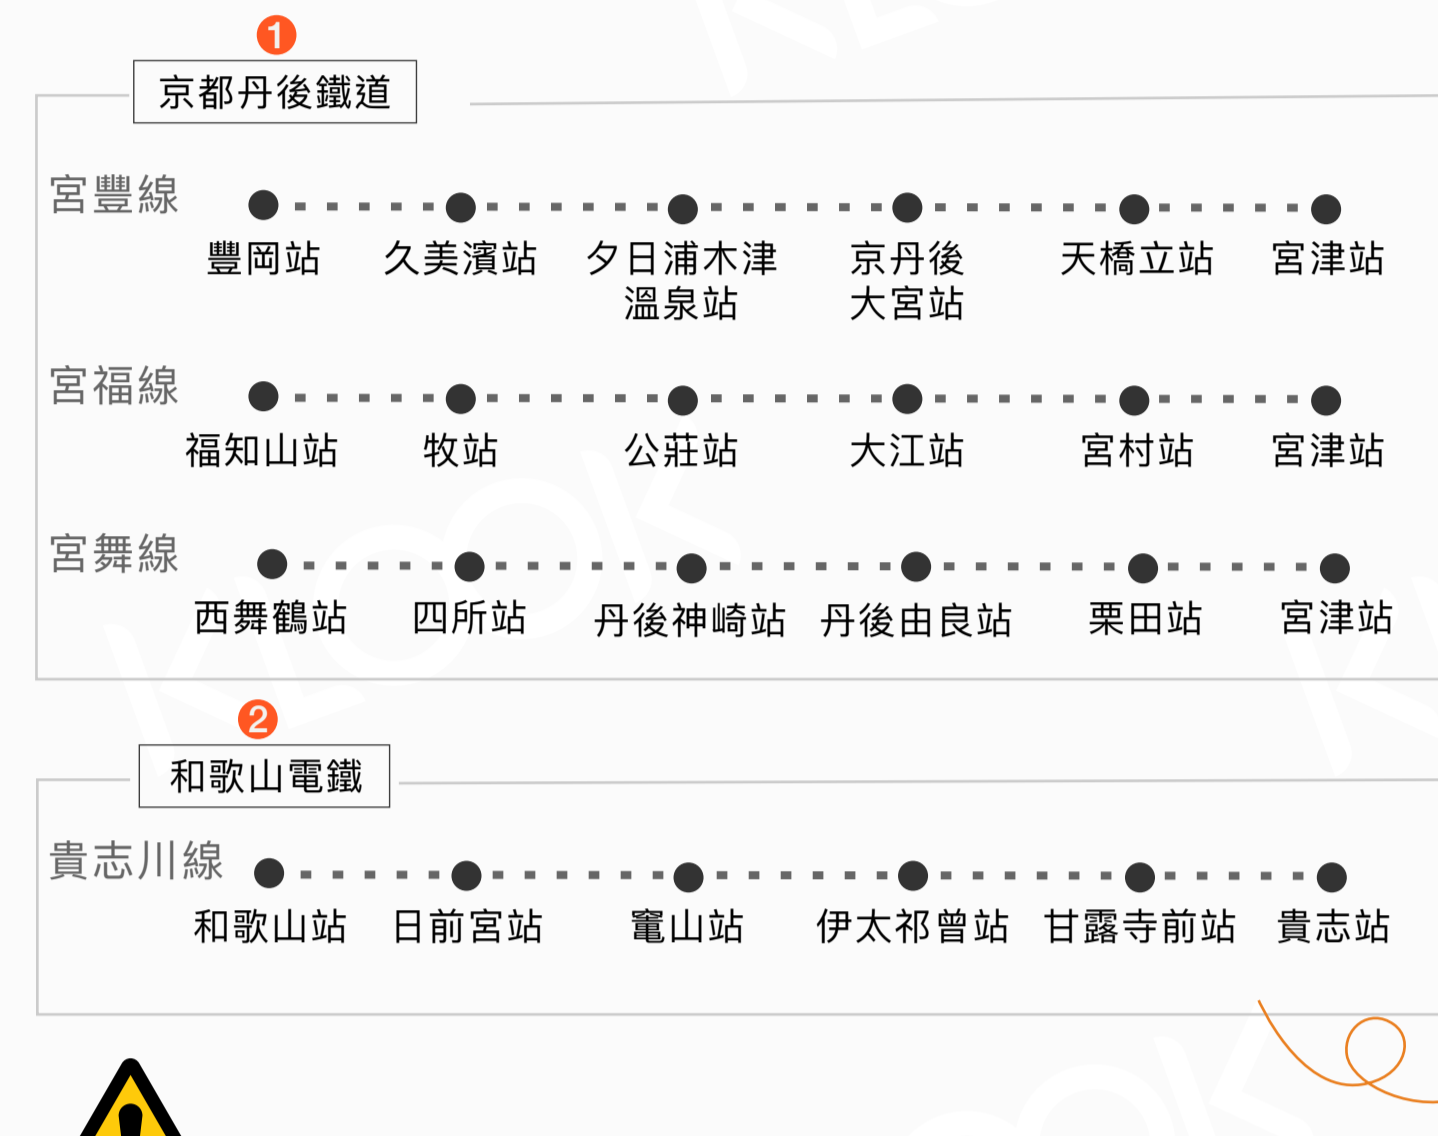 1
京都丹後鐵道
宮豐線
豐岡站 久美濱站 夕日浦木津 京丹後 天橋立站 宮津站
溫泉站 大宮站
宮福線
福知山站 牧站 公莊站 大江站 宮村站 宮津站
宮舞線
西舞鶴站 四所站 丹後神崎站 丹後由良站 栗田站 宮津站
2
和歌山電鐵
貴志川線
和歌山站 日前宮站 竈山站 伊太祁曾站 甘露寺前站 貴志站
KLOOK